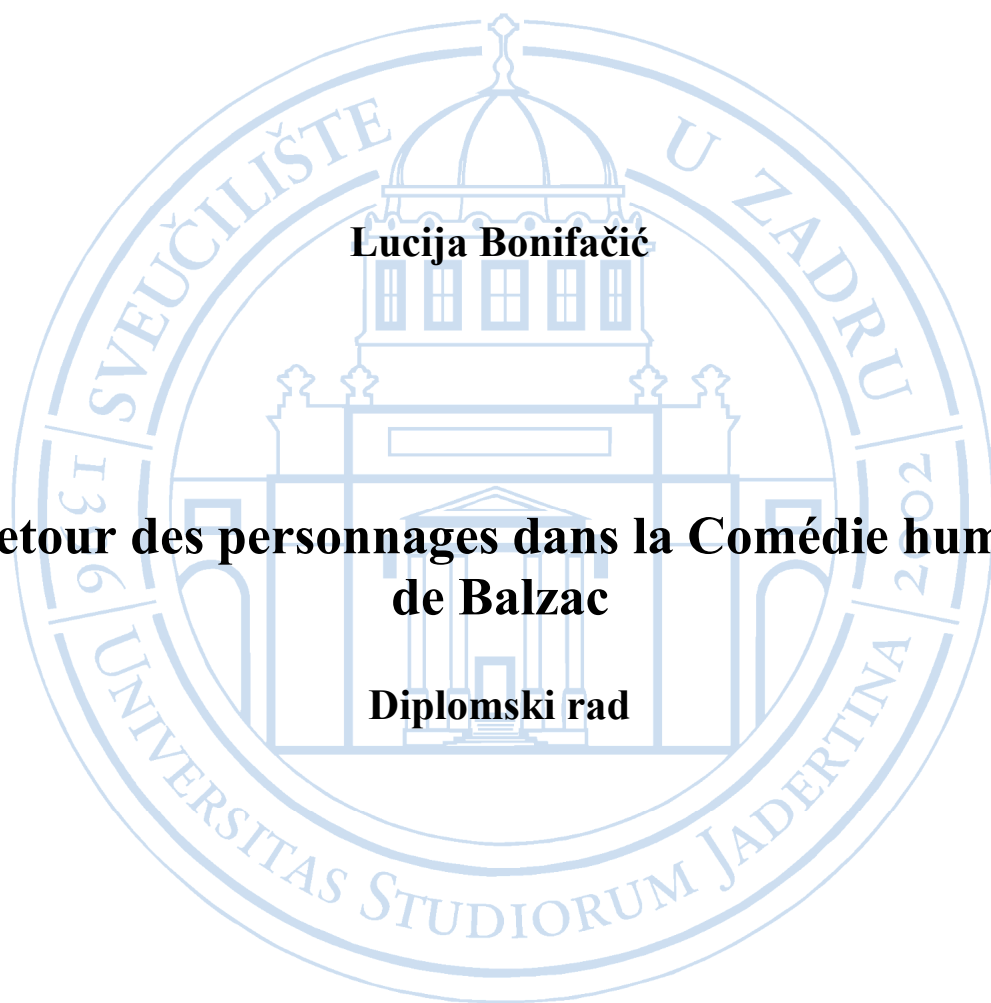 SVEUČILIŠTE U ZADRU
Lucija Bonifačić
1396
2002
etour des personnages dans la Comédie hum
de Balzac
Diplomski rad
UNIVERSITAS STUDIORUM JADERTINA